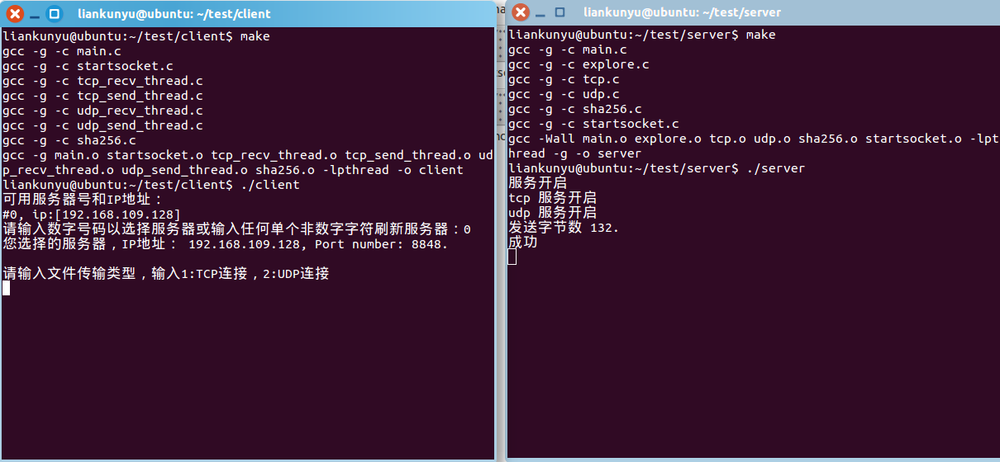 liankunyu@ubuntu: ~/test/client
liankunyu@ubuntu:~/test/client$ make
gcc -g -c main.c
gcc -g -c startsocket.c
gcc -g -c tcp_recv_thread.c
gcc -g -c tcp_send_thread.c
gcc -g -c udp_recv_thread.c
gcc -g -c udp_send_thread.c
gcc -g -c sha256.c
gcc -g main.o startsocket.o tcp_recv_thread.o tcp_send_thread.o ud
p_recv_thread.o udp_send_thread.o sha256.o -lpthread -o client
liankunyu@ubuntu:~/test/client$ ./client
可用服务器号和IP地址：
#0, ip:[192.168.109.128]
请输入数字号码以选择服务器或输入任何单个非数字字符刷新服务器：0
您选择的服务器，IP地址： 192.168.109.128, Port number: 8848.
请输入文件传输类型，输入1:TCP连接，2:UDP连接
liankunyu@ubuntu: ~/test/server
liankunyu@ubuntu:~/test/server$ make
gcc -g -c main.c
gcc -g -c explore.c
gcc -g -c tcp.c
gcc -g -c udp.c
gcc -g -c sha256.c
gcc -g -c startsocket.c
gcc -Wall main.o explore.o tcp.o udp.o sha256.o startsocket.o -lpt
hread -g -o server
liankunyu@ubuntu:~/test/server$ ./server
服务开启
tcp 服务开启
udp 服务开启
发送字节数 132.
成功